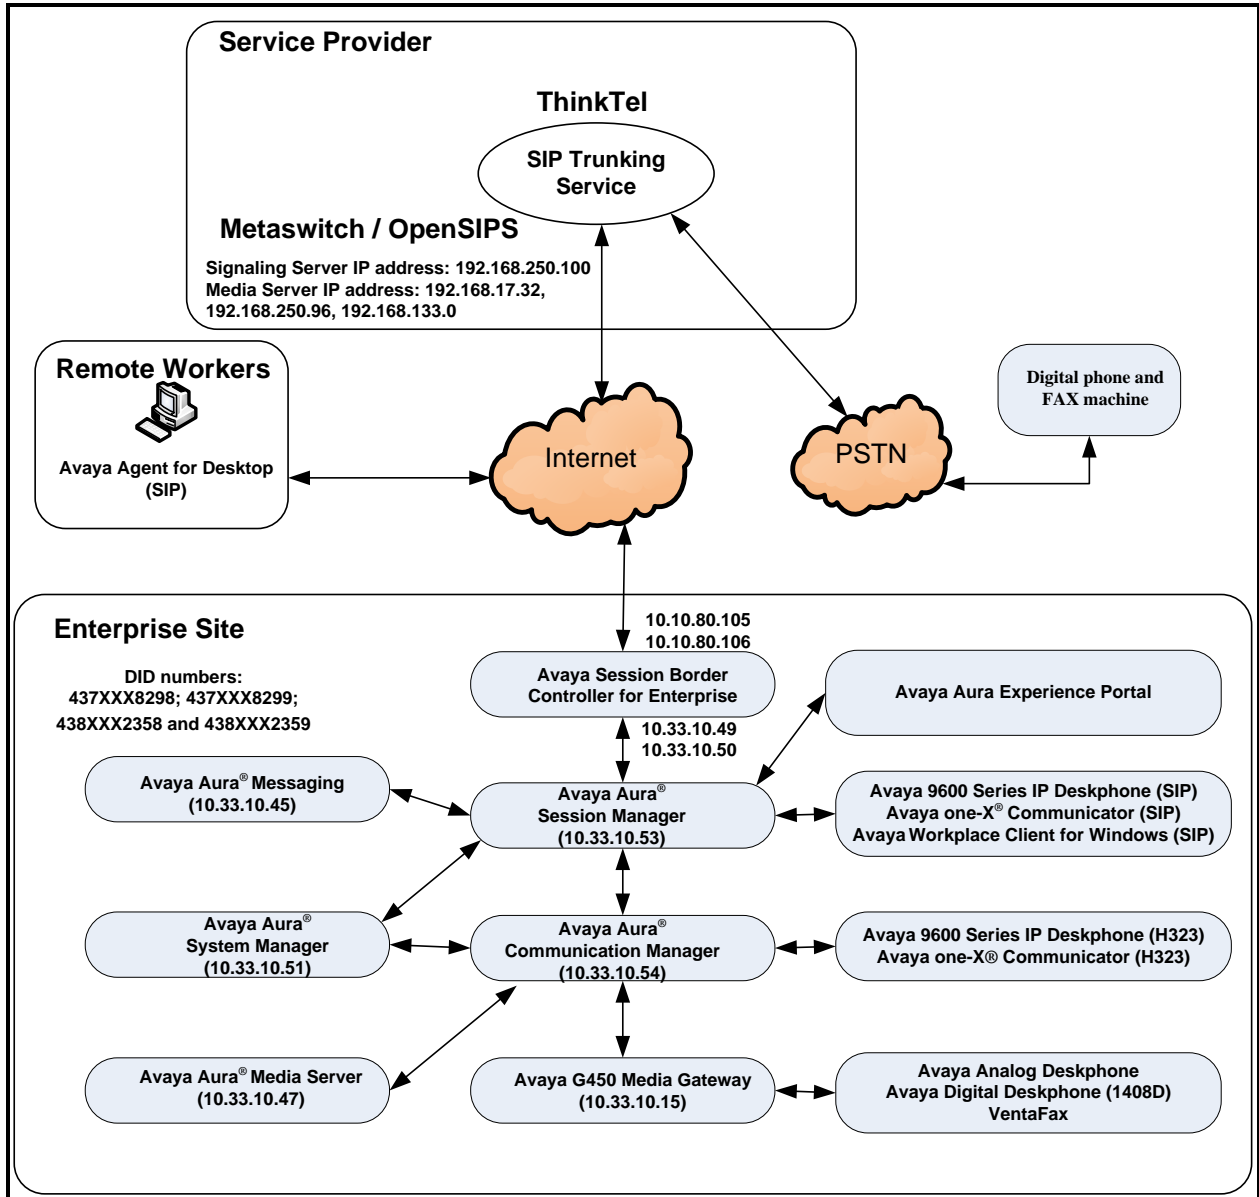 Service Provider
ThinkTel
SIP Trunking
Service
Metaswitch / OpenSIPS
Signaling Server IP address: 192.168.250.100
Media Server IP address: 192.168.17.32,
192.168.250.96, 192.168.133.0
Remote Workers
Avaya Agent for Desktop
(SIP)
Internet
PSTN
Digital phone and
FAX machine
Enterprise Site
DID numbers:
437XXX8298; 437XXX8299;
438XXX2358 and 438XXX2359
10.10.80.105
10.10.80.106
Avaya Session Border
Controller for Enterprise
10.33.10.49
10.33.10.50
Avaya Aura Experience Portal
Avaya Aura® Messaging
(10.33.10.45)
Avaya Aura®
Session Manager
(10.33.10.53)
Avaya 9600 Series IP Deskphone (SIP)
Avaya one-X® Communicator (SIP)
Avaya Workplace Client for Windows (SIP)
Avaya Aura®
System Manager
(10.33.10.51)
Avaya Aura®
Communication Manager
(10.33.10.54)
Avaya 9600 Series IP Deskphone (H323)
Avaya one-X® Communicator (H323)
Avaya Aura® Media Server
(10.33.10.47)
Avaya G450 Media Gateway
(10.33.10.15)
Avaya Analog Deskphone
Avaya Digital Deskphone (1408D)
VentaFax